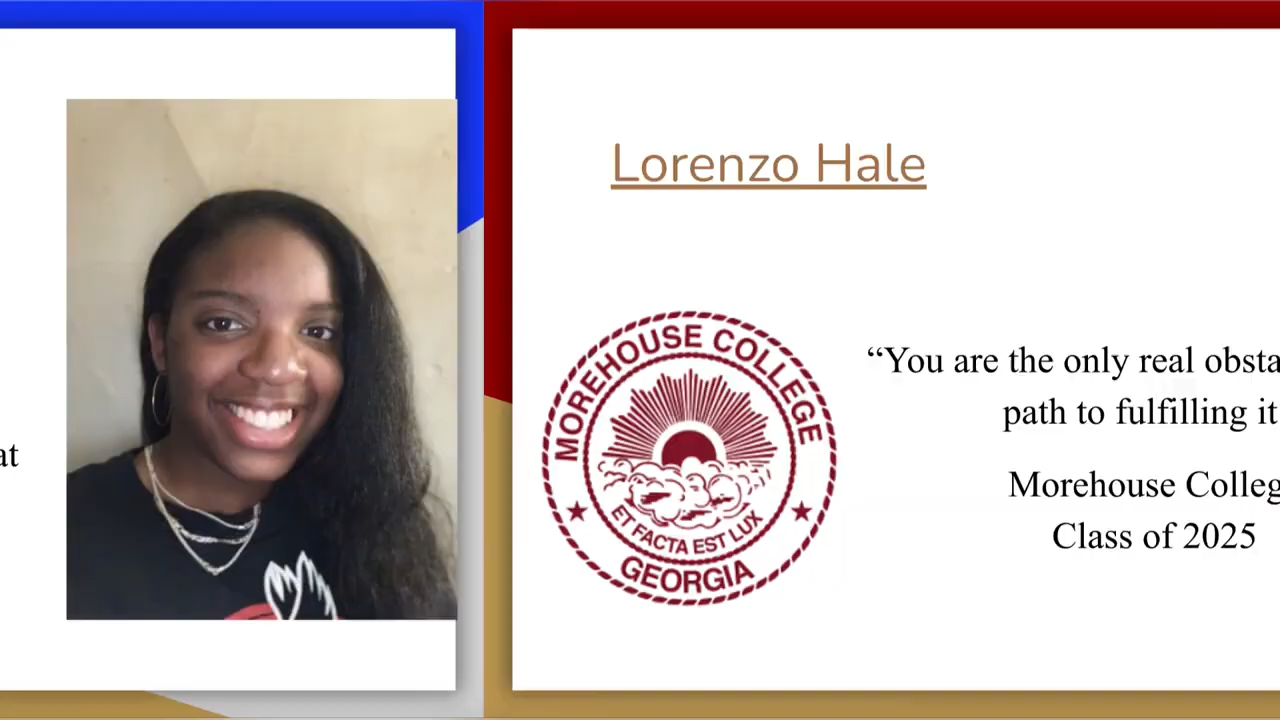 at
Lorenzo Hale
MOREHOUSE COLLEGE
ET FACTA EST LUX
GEORGIA
“You are the only real obsta
path to fulfilling it
Morehouse Colleg
Class of 2025